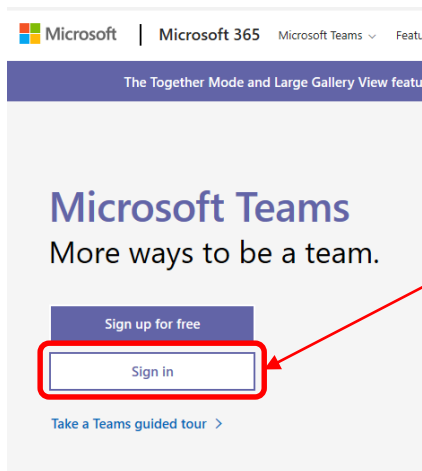 Microsoft | Microsoft 365 Microsoft Teams Featu
The Together Mode and Large Gallery View featu
Microsoft Teams
More ways to be a team.
Sign up for free
Sign in
Take a Teams guided tour